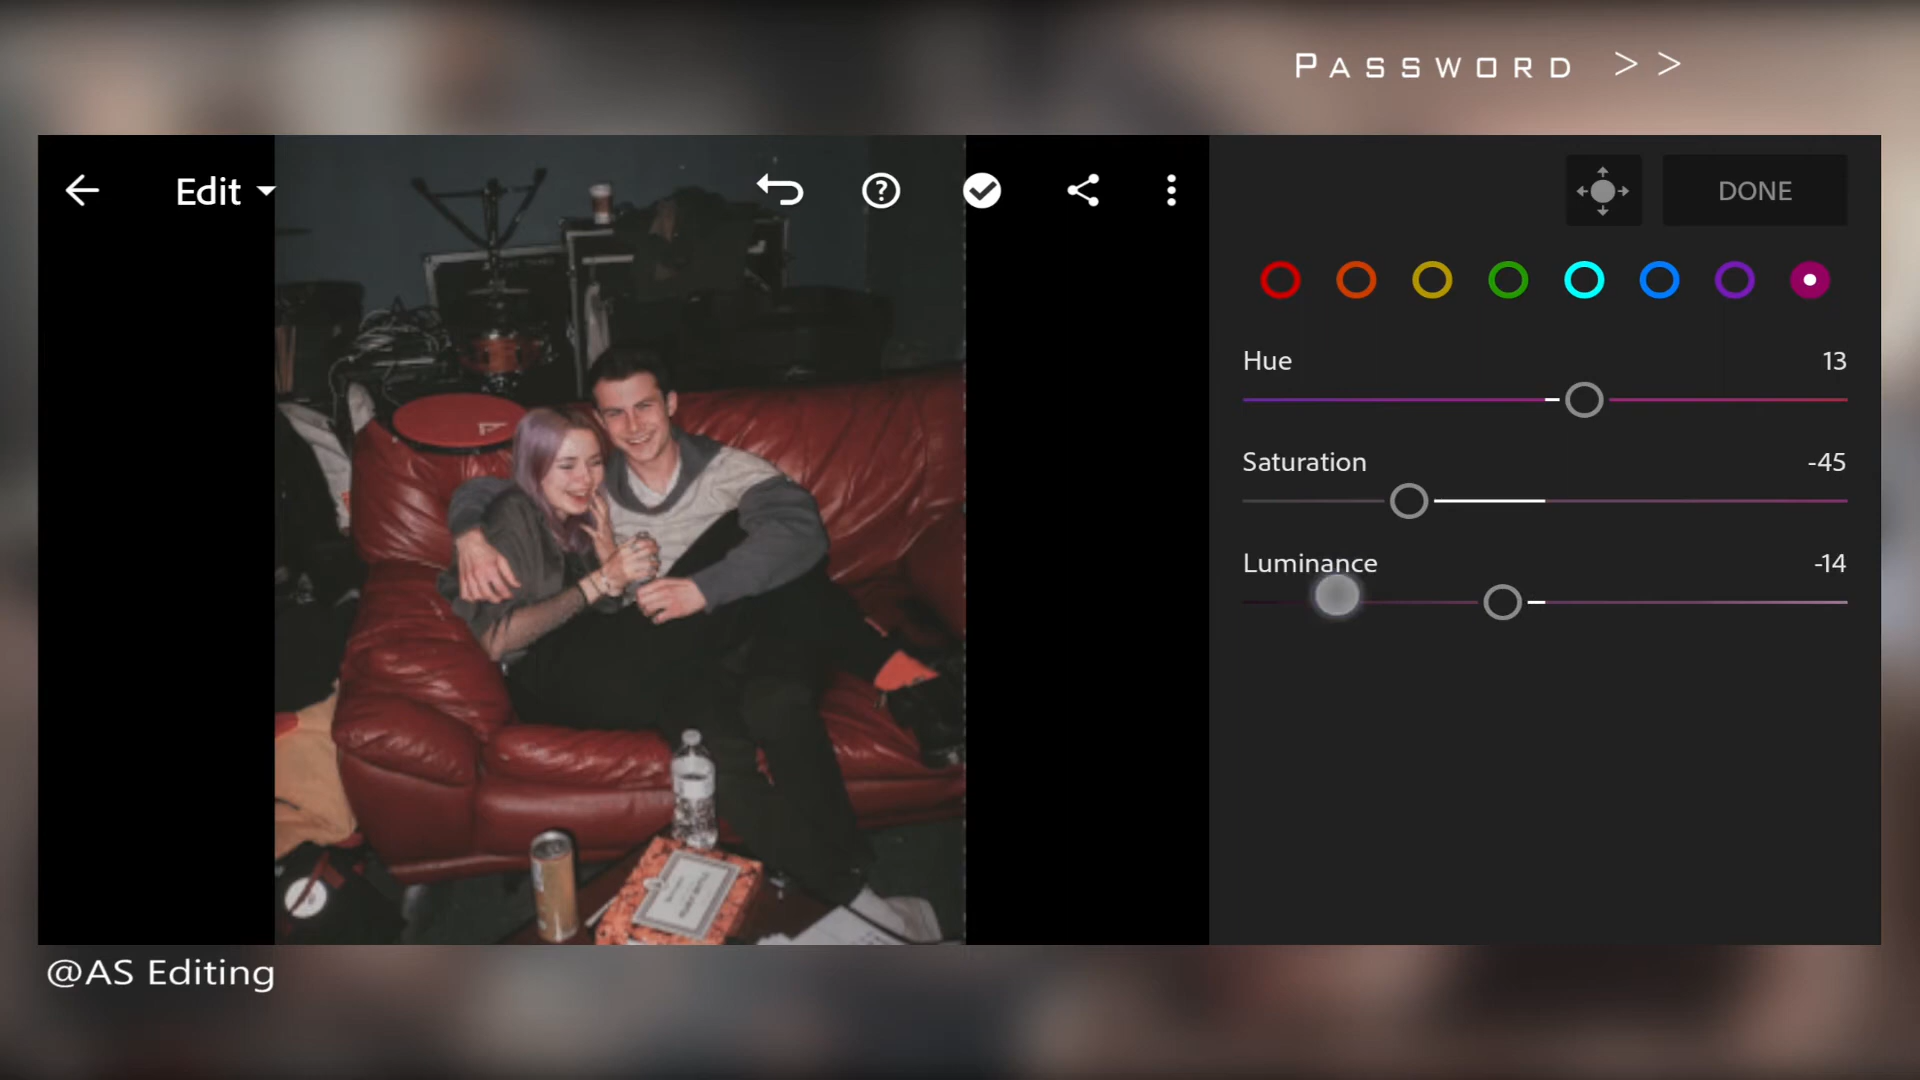 PASSWORD >>
Edit
DONE
Hue 13
Saturation -45
Luminance -14
@AS Editing